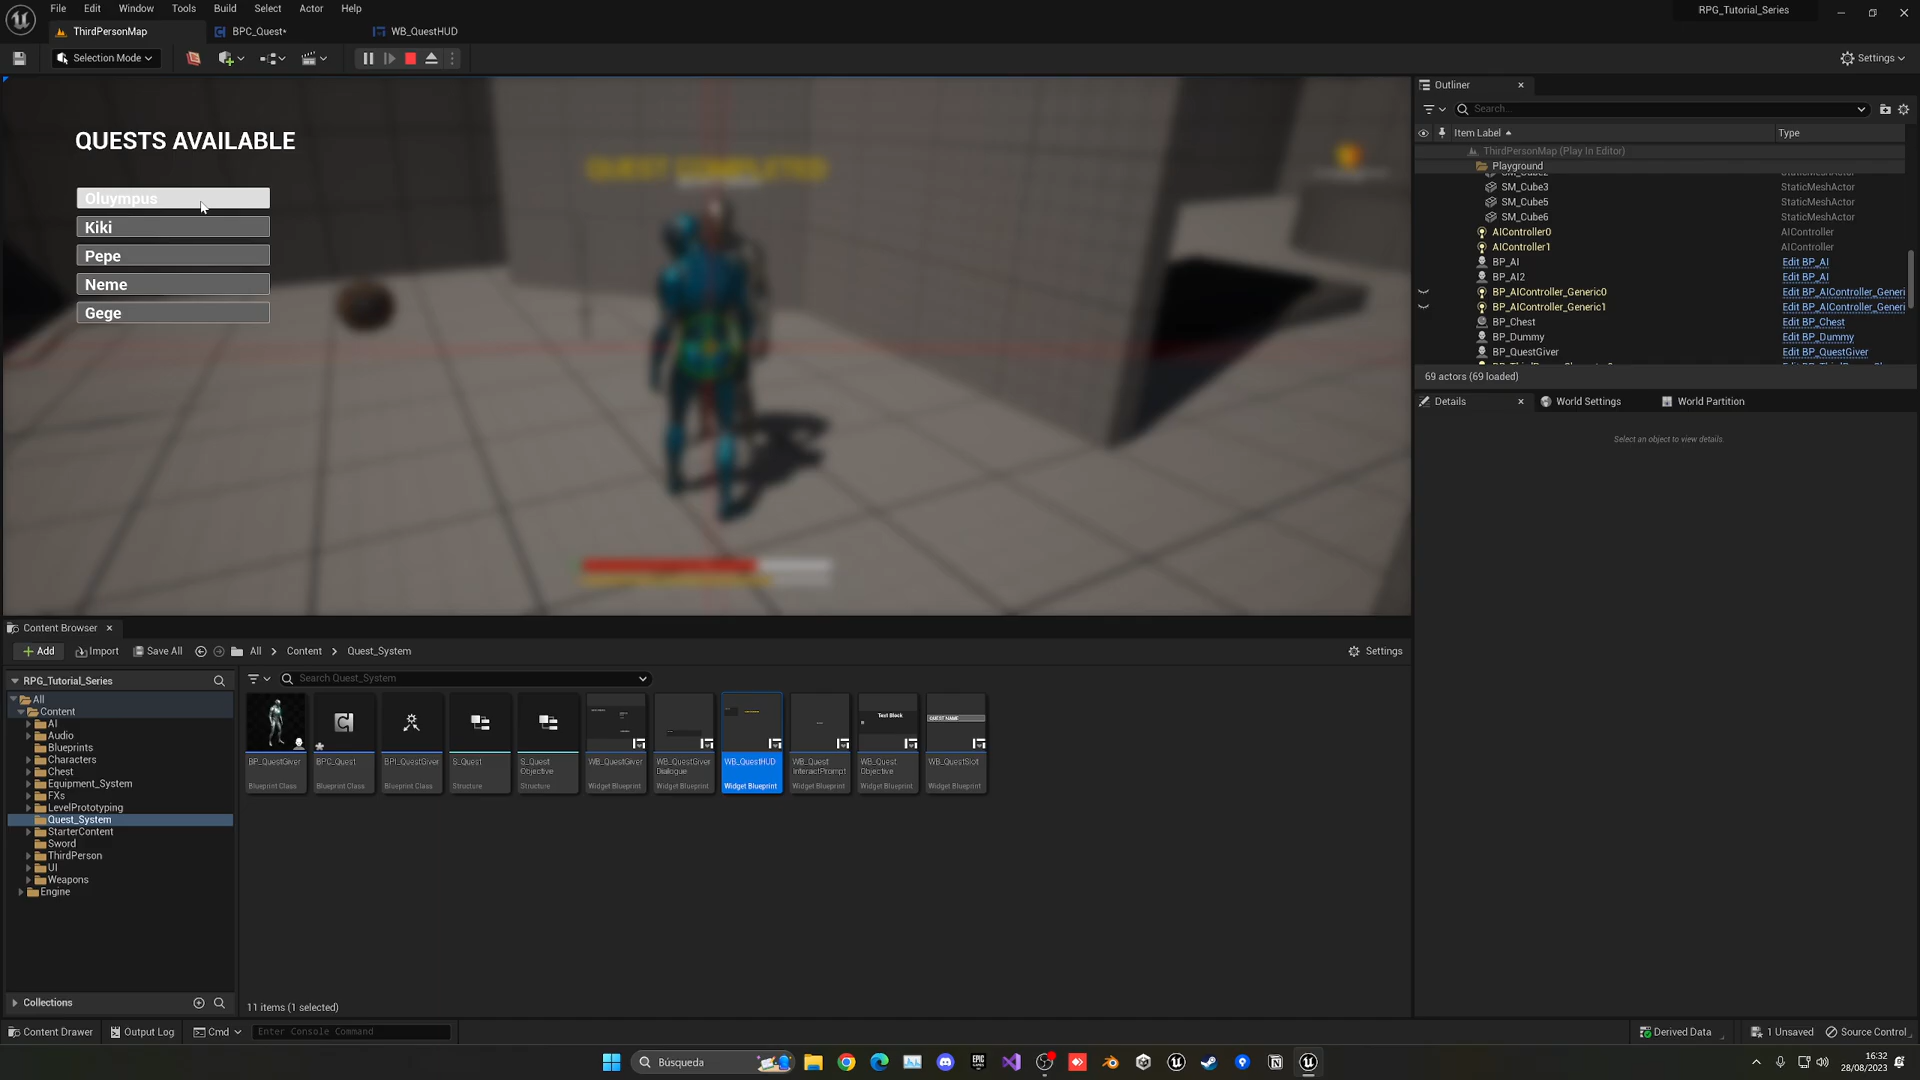 File Edit Window Tools Build Select Actor Help
RPG_Tutorial_Series
ThirdPersonMap
BPC_Quest*
WB_QuestHUD
Selection Mode
Settings
QUESTS AVAILABLE
QUEST COMPLETED
Oluympus
Kiki
Pepe
Neme
Gege
Outliner
Search...
Item Label
Type
ThirdPersonMap (Play In Editor)
Playground
SM_Cube2 StaticMeshActor
SM_Cube3 StaticMeshActor
SM_Cube5 StaticMeshActor
SM_Cube6 StaticMeshActor
AIController0 AIController
AIController1 AIController
BP_AI Edit BP_AI
BP_AI2 Edit BP_AI
BP_AIController_Generic0 Edit BP_AIController_Generi
BP_AIController_Generic1 Edit BP_AIController_Generi
BP_Chest Edit BP_Chest
BP_Dummy Edit BP_Dummy
BP_QuestGiver Edit BP_QuestGiver
69 actors (69 loaded)
Details
World Settings
World Partition
Select an object to view details.
Content Browser
Add
Import
Save All
All
Content
Quest_System
Settings
RPG_Tutorial_Series
Search Quest_System
All
Content
AI
Audio
Blueprints
Characters
Chest
Equipment_System
FXs
LevelPrototyping
Quest_System
StarterContent
Sword
ThirdPerson
UI
Weapons
Engine
BP_QuestGiver
Blueprint Class
BPC_Quest
Blueprint Class
BPI_QuestGiver
Blueprint Class
S_Quest
Structure
S_Quest
Objective
Structure
WB_QuestGiver
Widget Blueprint
WB_QuestGiver
Dialogue
Widget Blueprint
WB_QuestHUD
Widget Blueprint
WB_Quest
InteractPrompt
Widget Blueprint
Text Block
WB_Quest
Objective
Widget Blueprint
QUEST NAME
WB_QuestSlot
Widget Blueprint
Collections
11 items (1 selected)
Content Drawer
Output Log
Cmd
Enter Console Command
Derived Data
1 Unsaved
Source Control
Búsqueda
EPIC
GAMES
16:32
28/08/2023